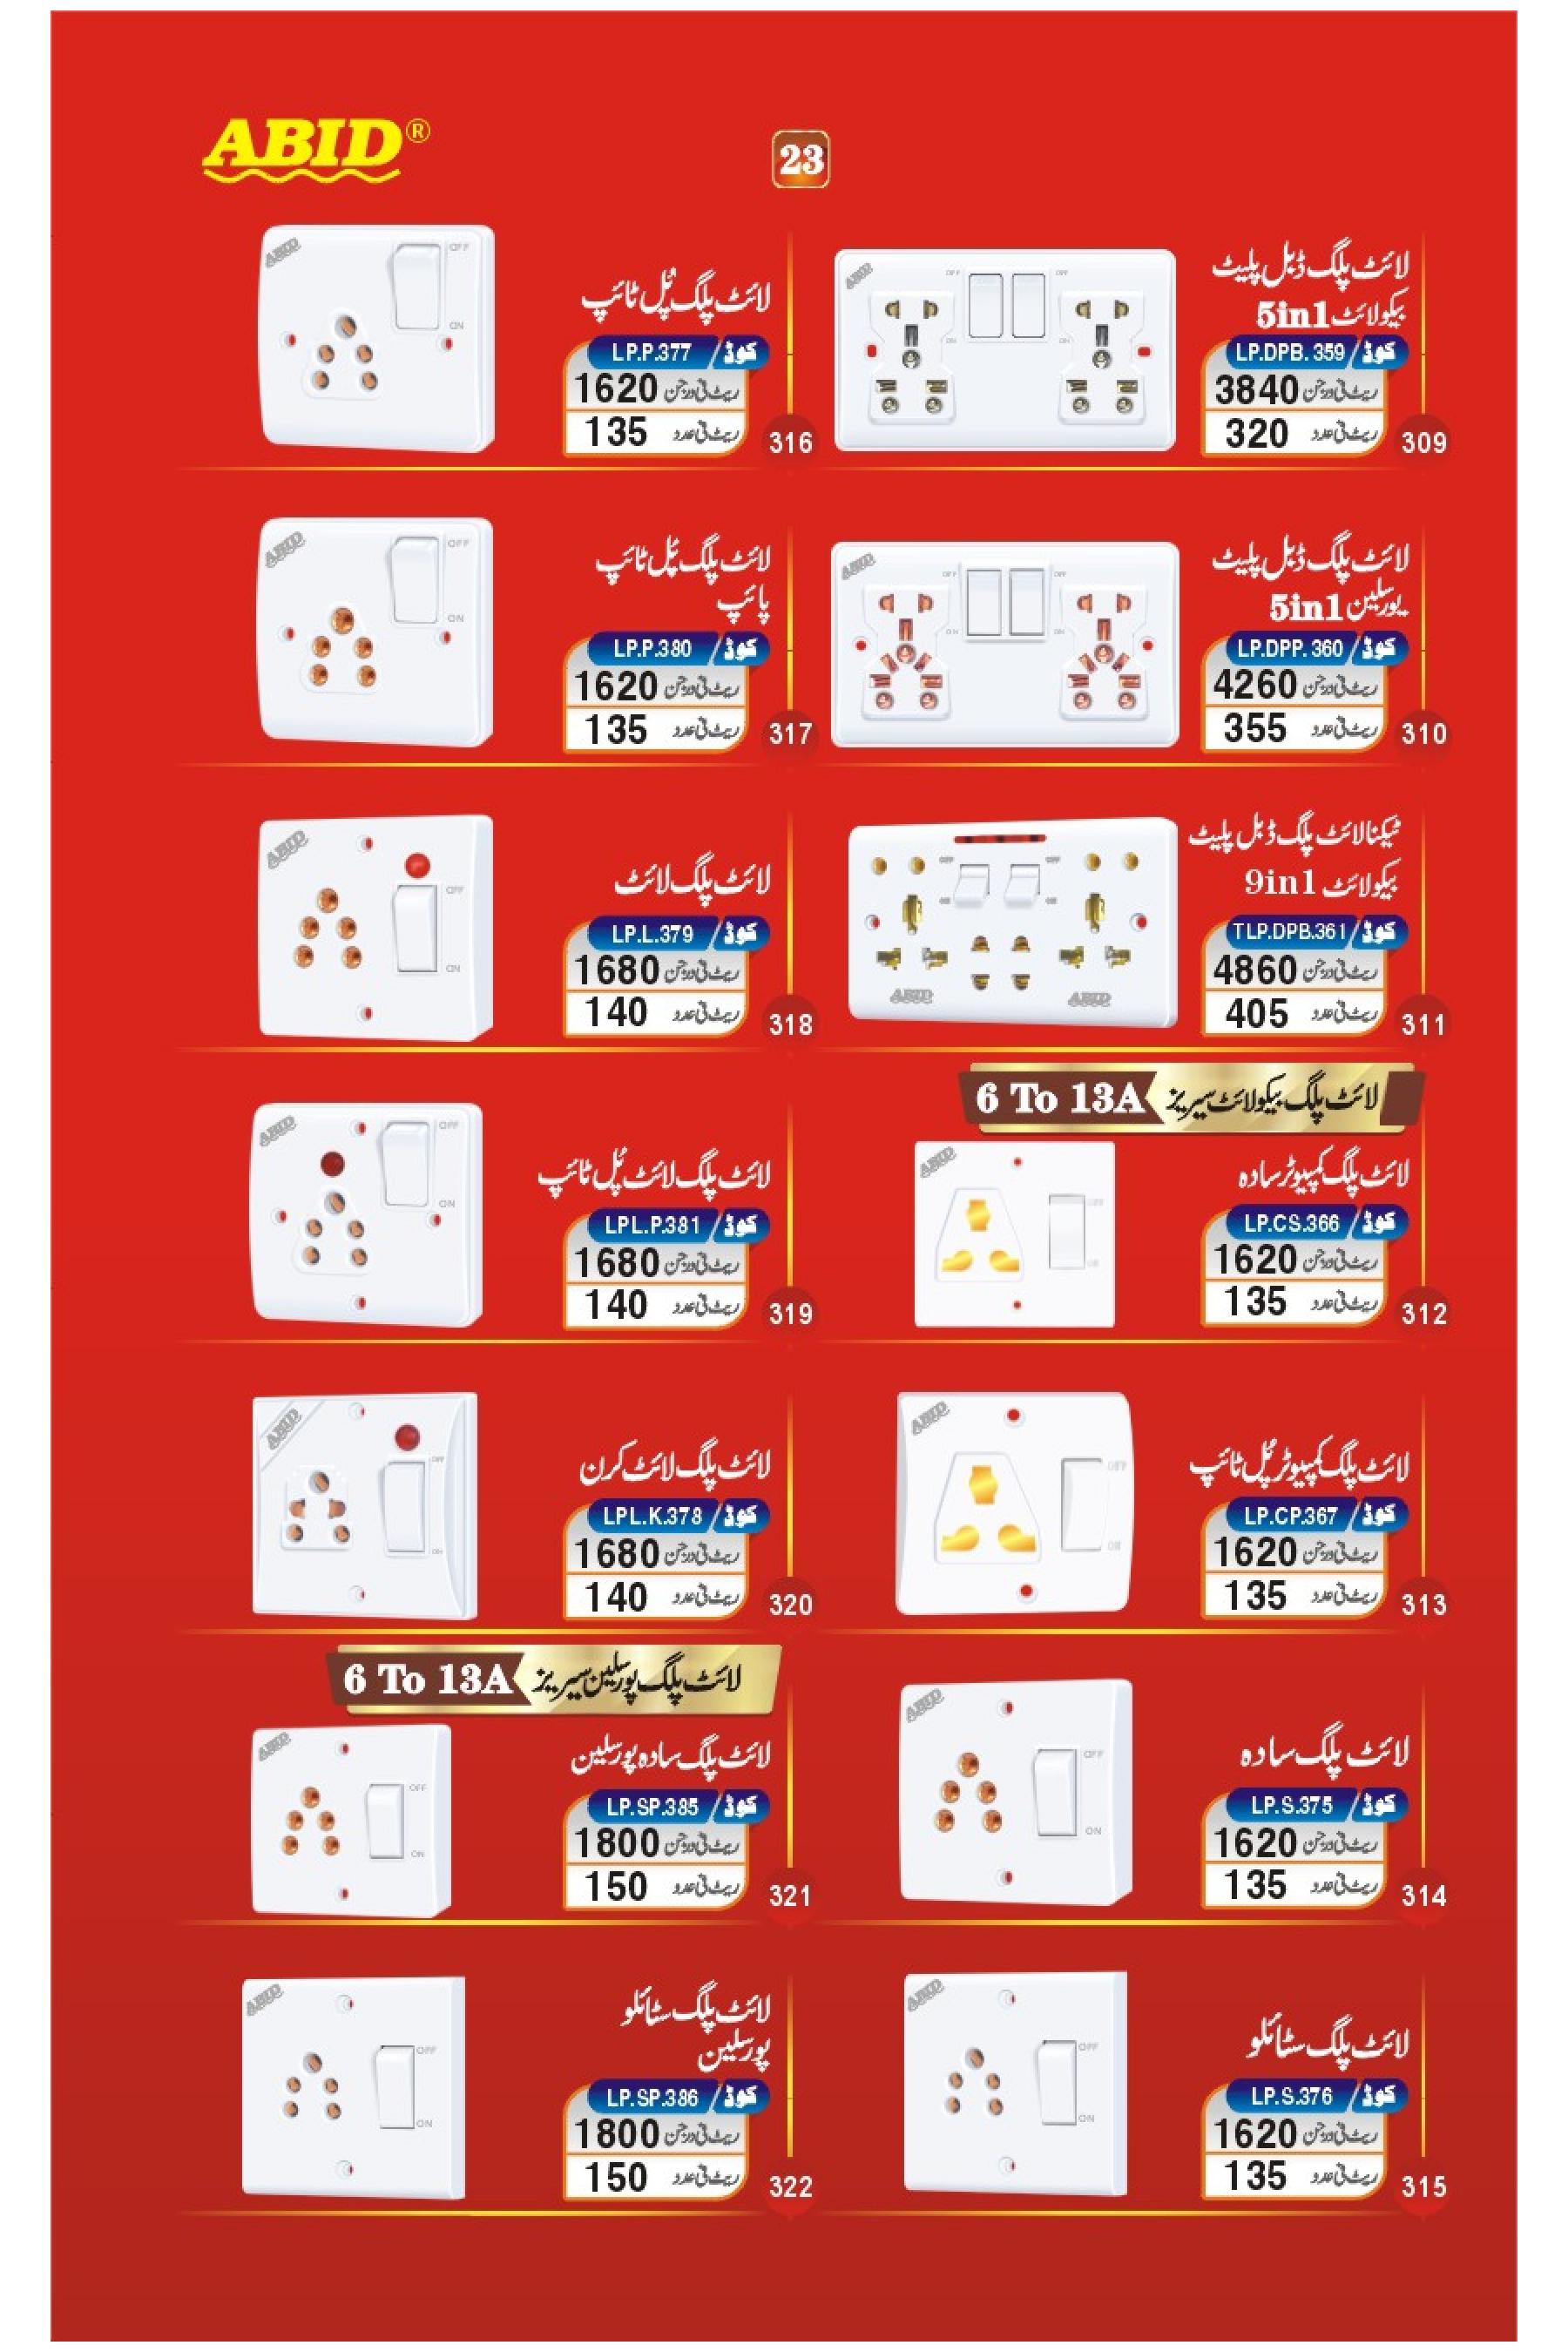 ABID®
23
لائٹ پلگ ڈبل پلیٹ
بیکولائٹ 5in1
کوڈ/ LP.DPB. 359
ریٹ فی درجن 3840
ریٹ فی عدد 320
309
لائٹ پلگ ڈبل پلیٹ
پورسلین 5in1
کوڈ/ LP.DPP. 360
ریٹ فی درجن 4260
ریٹ فی عدد 355
310
ٹیکنا لائٹ پلگ ڈبل پلیٹ
بیکولائٹ 9in1
کوڈ/ TLP.DPB.361
ریٹ فی درجن 4860
ریٹ فی عدد 405
311
لائٹ پلگ بیکولائٹ سیریز 6 To 13A
لائٹ پلگ کمپیوٹر سادہ
کوڈ/ LP.CS.366
ریٹ فی درجن 1620
ریٹ فی عدد 135
312
لائٹ پلگ کمپیوٹر پُل ٹائپ
کوڈ/ LP.CP.367
ریٹ فی درجن 1620
ریٹ فی عدد 135
313
لائٹ پلگ سادہ
کوڈ/ LP.S.375
ریٹ فی درجن 1620
ریٹ فی عدد 135
314
لائٹ پلگ سٹائلو
کوڈ/ LP.S.376
ریٹ فی درجن 1620
ریٹ فی عدد 135
315
لائٹ پلگ پُل ٹائپ
کوڈ/ LP.P.377
ریٹ فی درجن 1620
ریٹ فی عدد 135
316
لائٹ پلگ پُل ٹائپ
پائپ
کوڈ/ LP.P.380
ریٹ فی درجن 1620
ریٹ فی عدد 135
317
لائٹ پلگ لائٹ
کوڈ/ LP.L.379
ریٹ فی درجن 1680
ریٹ فی عدد 140
318
لائٹ پلگ لائٹ پُل ٹائپ
کوڈ/ LPL.P.381
ریٹ فی درجن 1680
ریٹ فی عدد 140
319
لائٹ پلگ لائٹ کرن
کوڈ/ LPL.K.378
ریٹ فی درجن 1680
ریٹ فی عدد 140
320
لائٹ پلگ پورسلین سیریز 6 To 13A
لائٹ پلگ سادہ پورسلین
کوڈ/ LP.SP.385
ریٹ فی درجن 1800
ریٹ فی عدد 150
321
لائٹ پلگ سٹائلو
پورسلین
کوڈ/ LP.SP.386
ریٹ فی درجن 1800
ریٹ فی عدد 150
322